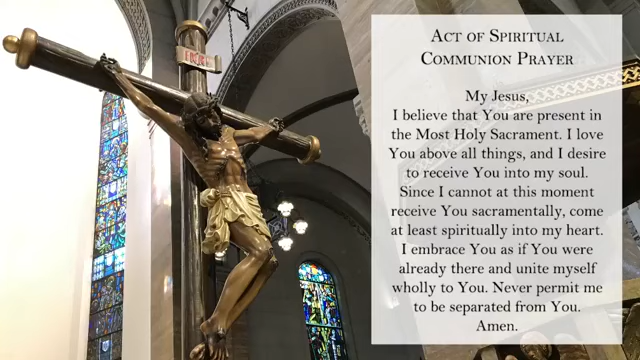 INRI
ACT OF SPIRITUAL
COMMUNION PRAYER
My Jesus,
I believe that You are present in
the Most Holy Sacrament. I love
You above all things, and I desire
to receive You into my soul.
Since I cannot at this moment
receive You sacramentally, come
at least spiritually into my heart.
I embrace You as if You were
already there and unite myself
wholly to You. Never permit me
to be separated from You.
Amen.